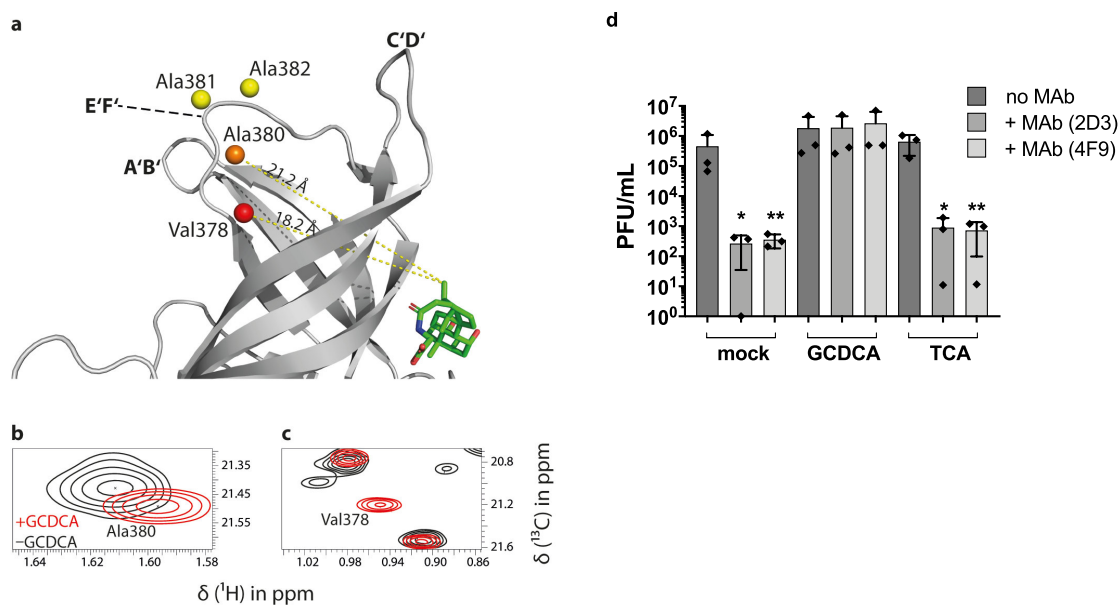 a
C‘D‘
Ala382
Ala381
E‘F‘
Ala380
A‘B‘
21.2 Å
Val378
18.2 Å
b
21.35
21.45
21.55
+GCDCA
−GCDCA
Ala380
1.64
1.62
1.60
1.58
c
20.8
21.2
21.6
Val378
1.02
0.98
0.94
0.90
0.86
δ (¹H) in ppm
δ (¹³C) in ppm
d
no MAb
+ MAb (2D3)
+ MAb (4F9)
PFU/mL
10⁷
10⁶
10⁵
10⁴
10³
10²
10¹
10⁰
* ** * **
mock GCDCA TCA